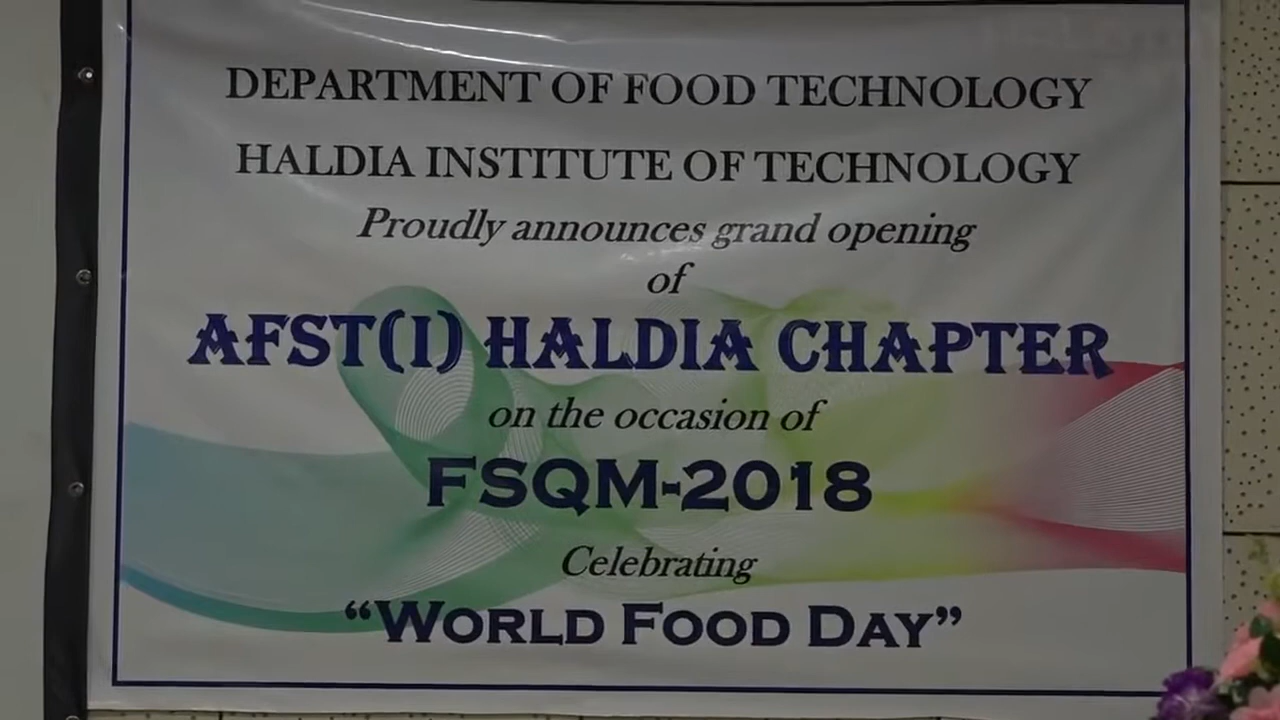 DEPARTMENT OF FOOD TECHNOLOGY
HALDIA INSTITUTE OF TECHNOLOGY
Proudly announces grand opening
of
AFST(I) HALDIA CHAPTER
on the occasion of
FSQM-2018
Celebrating
“WORLD FOOD DAY”